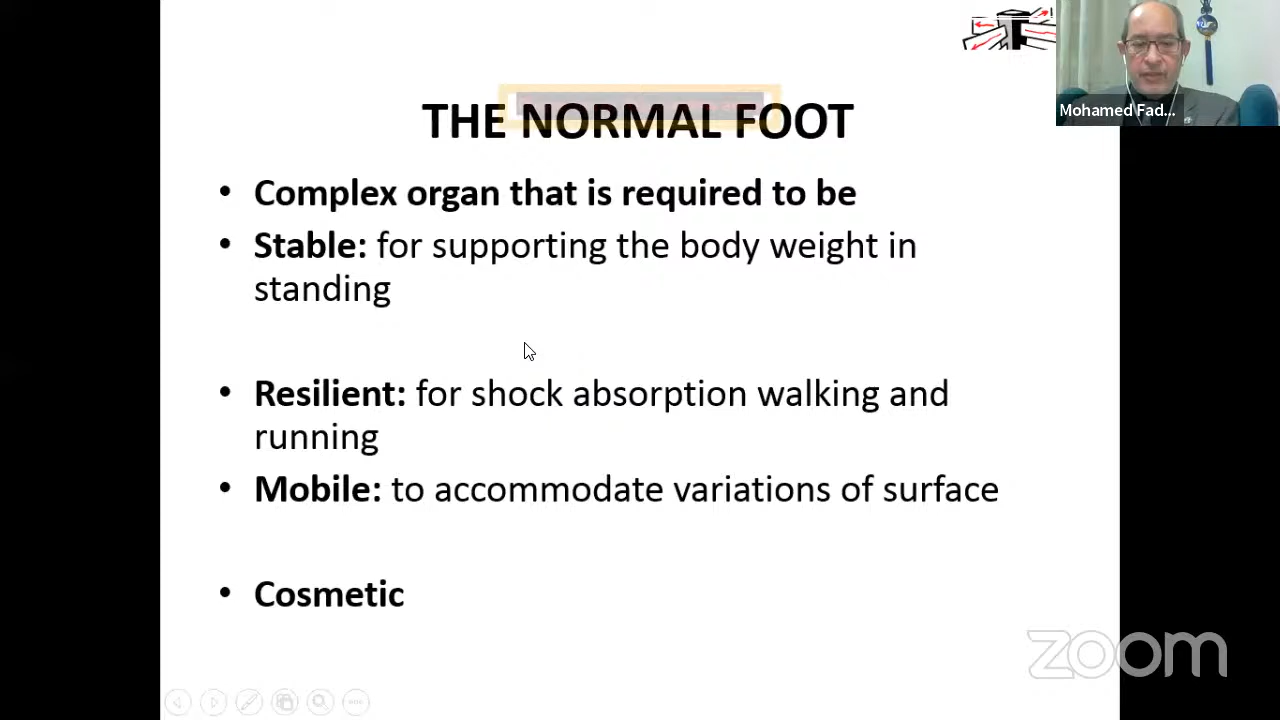 THE NORMAL FOOT
Mohamed Fad...
• Complex organ that is required to be
• Stable: for supporting the body weight in
standing
• Resilient: for shock absorption walking and
running
• Mobile: to accommodate variations of surface
• Cosmetic
zoom